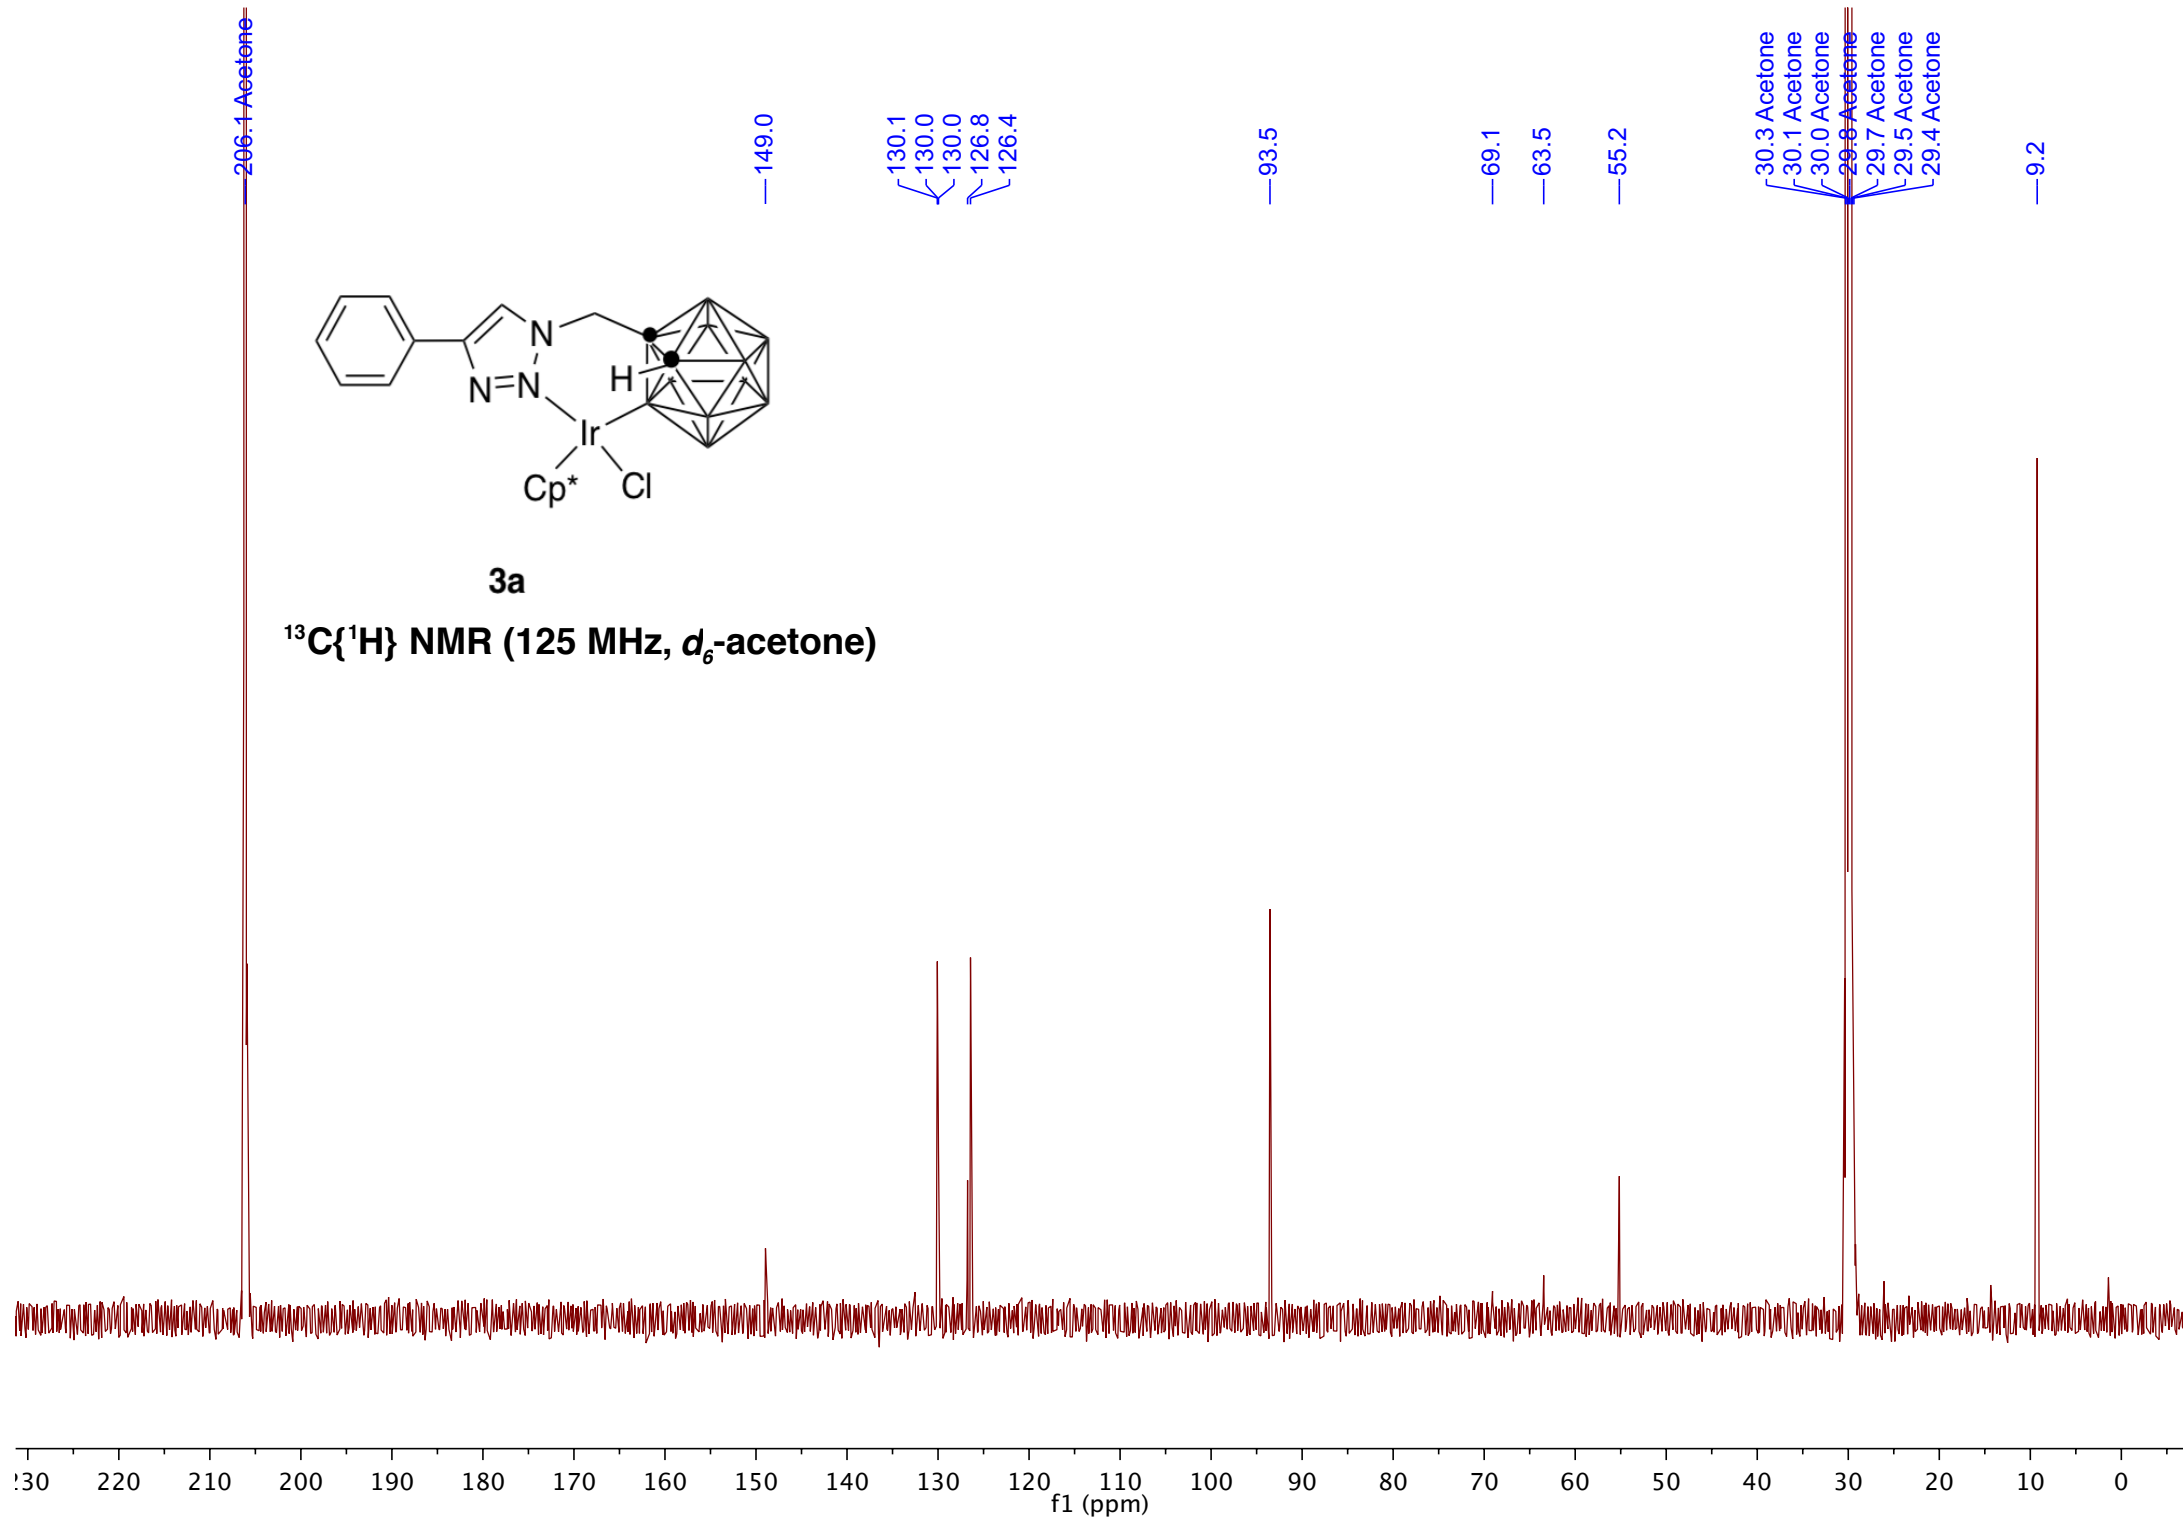 206.1 Acetone
149.0
130.1
130.0
130.0
126.8
126.4
93.5
69.1
63.5
55.2
30.3 Acetone
30.1 Acetone
30.0 Acetone
29.8 Acetone
29.7 Acetone
29.5 Acetone
29.4 Acetone
9.2
N
H
N=N
Ir
Cp* Cl
3a
¹³C{¹H} NMR (125 MHz, d₆-acetone)
220 210 200 190 180 170 160 150 140 130 120 110 100 90 80 70 60 50 40 30 20 10 0
f1 (ppm)